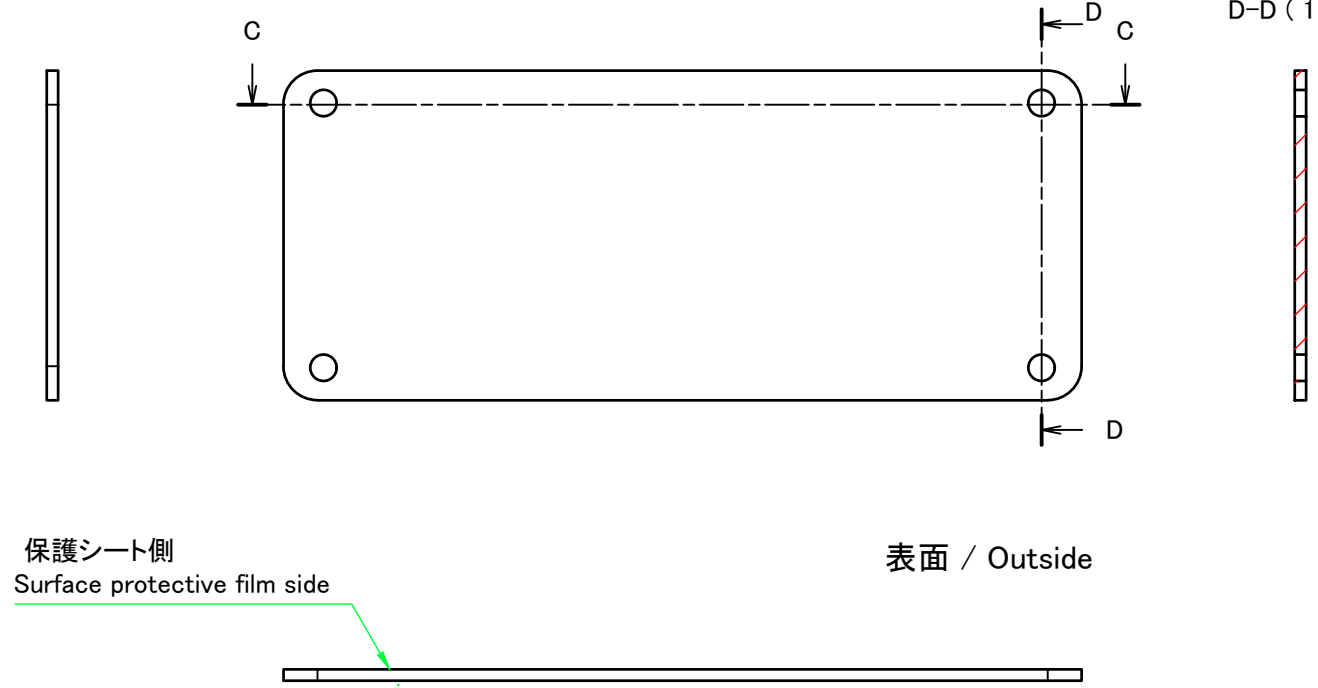 D
C
C
D-D ( 1
D
保護シート側
Surface protective film side
表面 / Outside